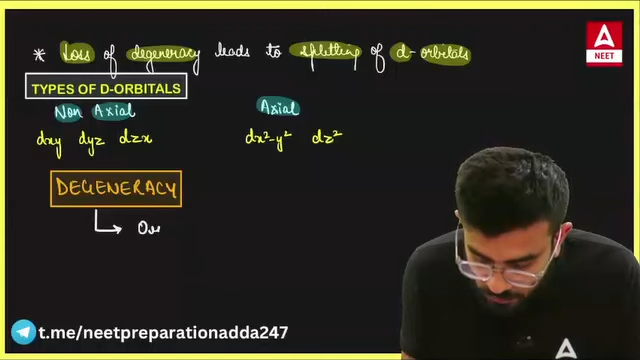 * Loss of degeneracy leads to splitting of d-orbitals
A
NEET
TYPES OF D-ORBITALS
Non Axial
Axial
dxy dyz dzx
dx²-y² dz²
DEGENERACY
t.me/neetpreparationadda247
A